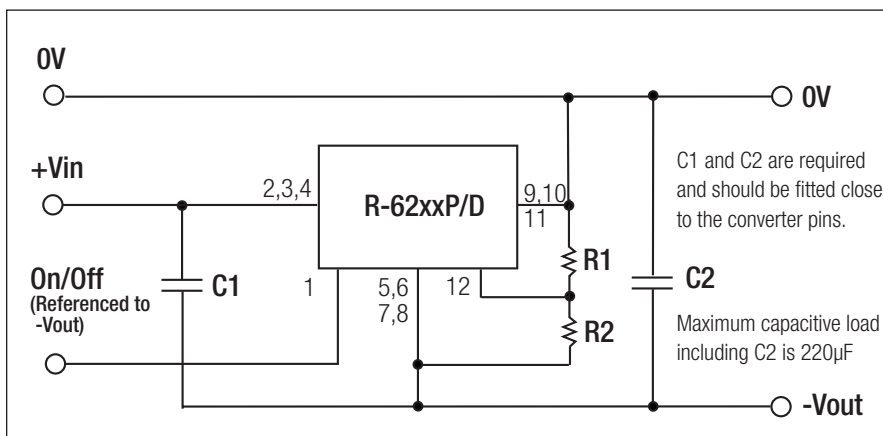 0V
0V
+Vin
2,3,4
R-62xxP/D
9,10
11
C1 and C2 are required
and should be fitted close
to the converter pins.
On/Off
(Referenced to
-Vout)
C1
1
5,6
7,8
12
R1
R2
C2
Maximum capacitive load
including C2 is 220µF
-Vout